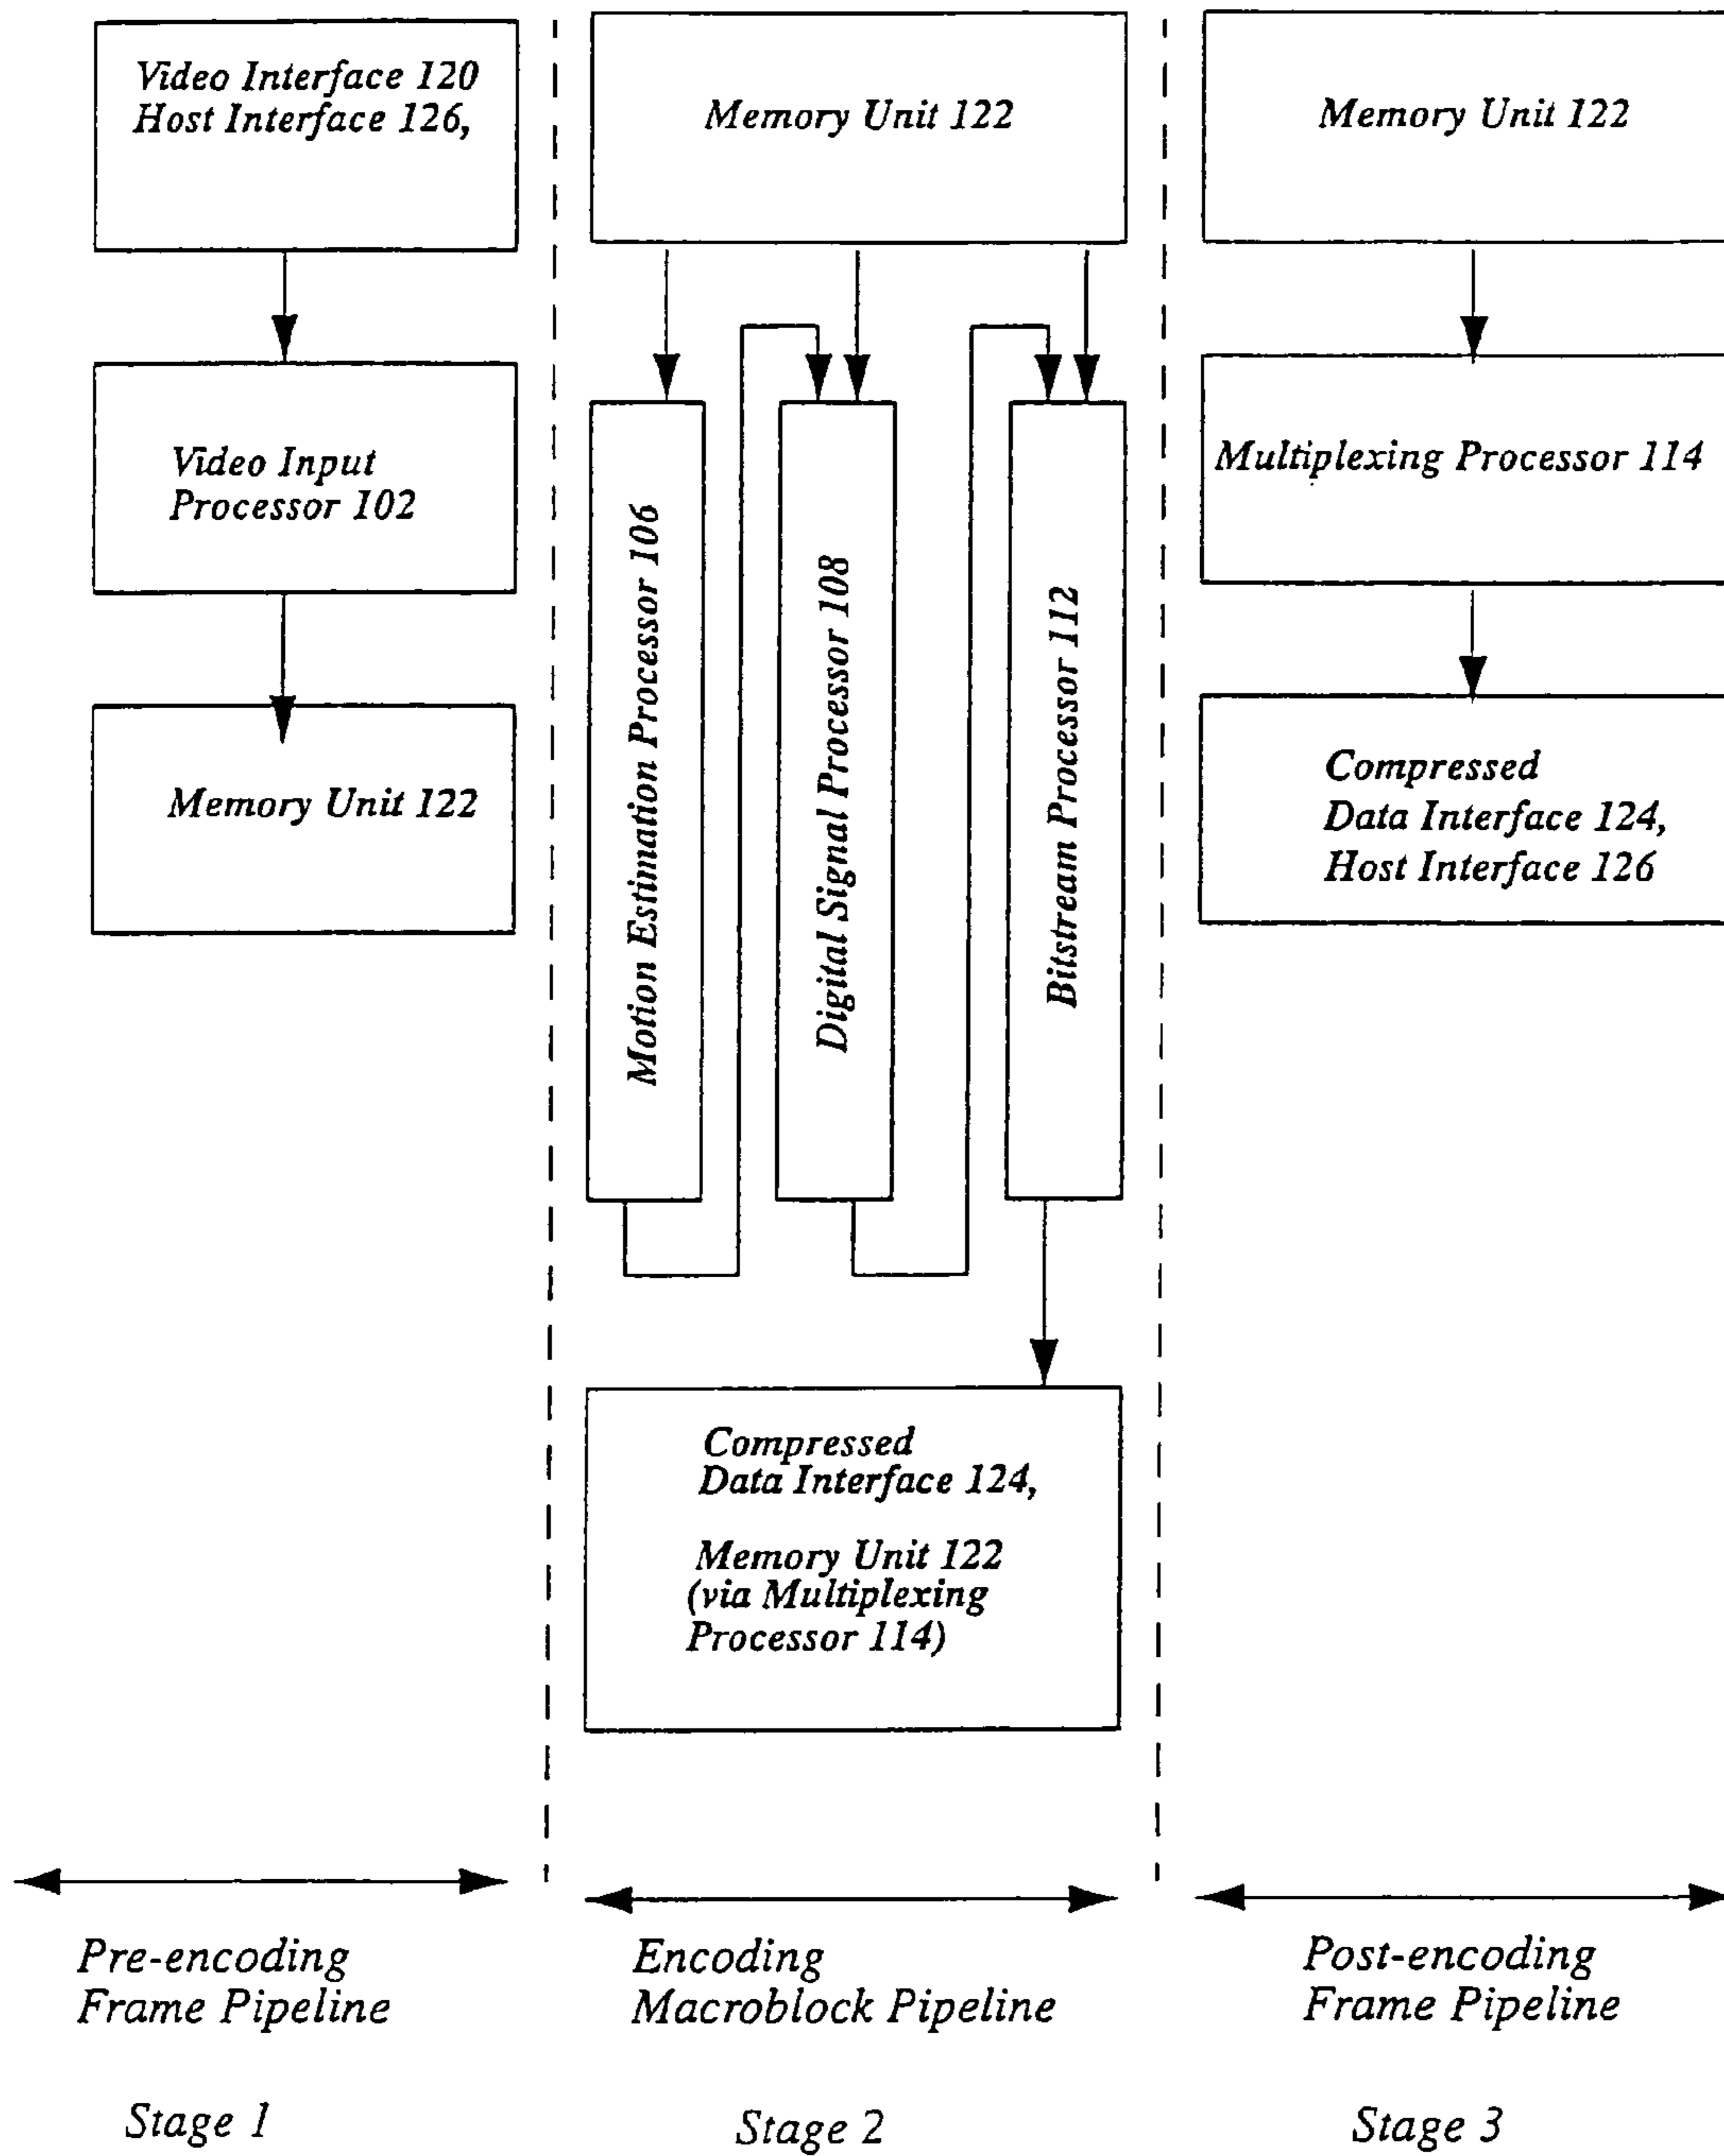 Video Interface 120
Host Interface 126,
Video Input
Processor 102
Memory Unit 122
Memory Unit 122
Motion Estimation Processor 106
Digital Signal Processor 108
Bitstream Processor 112
Compressed
Data Interface 124,
Memory Unit 122
(via Multiplexing
Processor 114)
Memory Unit 122
Multiplexing Processor 114
Compressed
Data Interface 124,
Host Interface 126
Pre-encoding
Frame Pipeline
Encoding
Macroblock Pipeline
Post-encoding
Frame Pipeline
Stage 1
Stage 2
Stage 3